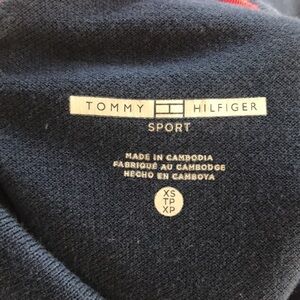 TOMMY HILFIGER
SPORT
MADE IN CAMBODIA
FABRIQUÉ AU CAMBODGE
HECHO EN CAMBOYA
XS
TP
XP